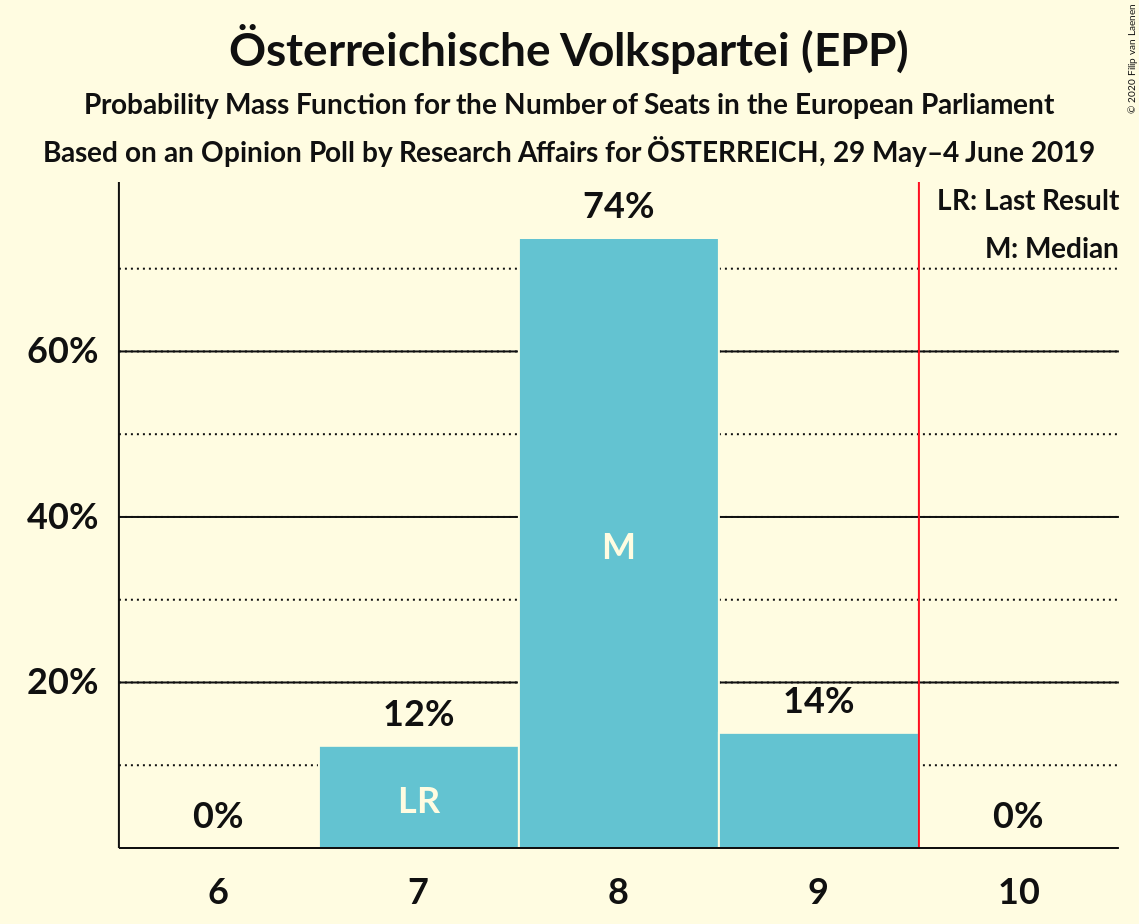 Österreichische Volkspartei (EPP)
Probability Mass Function for the Number of Seats in the European Parliament
Based on an Opinion Poll by Research Affairs for ÖSTERREICH, 29 May–4 June 2019
© 2020 Filip van Laenen
LR: Last Result
M: Median
74%
60%
40%
M
20%
12%
14%
LR
0%
0%
6
7
8
9
10